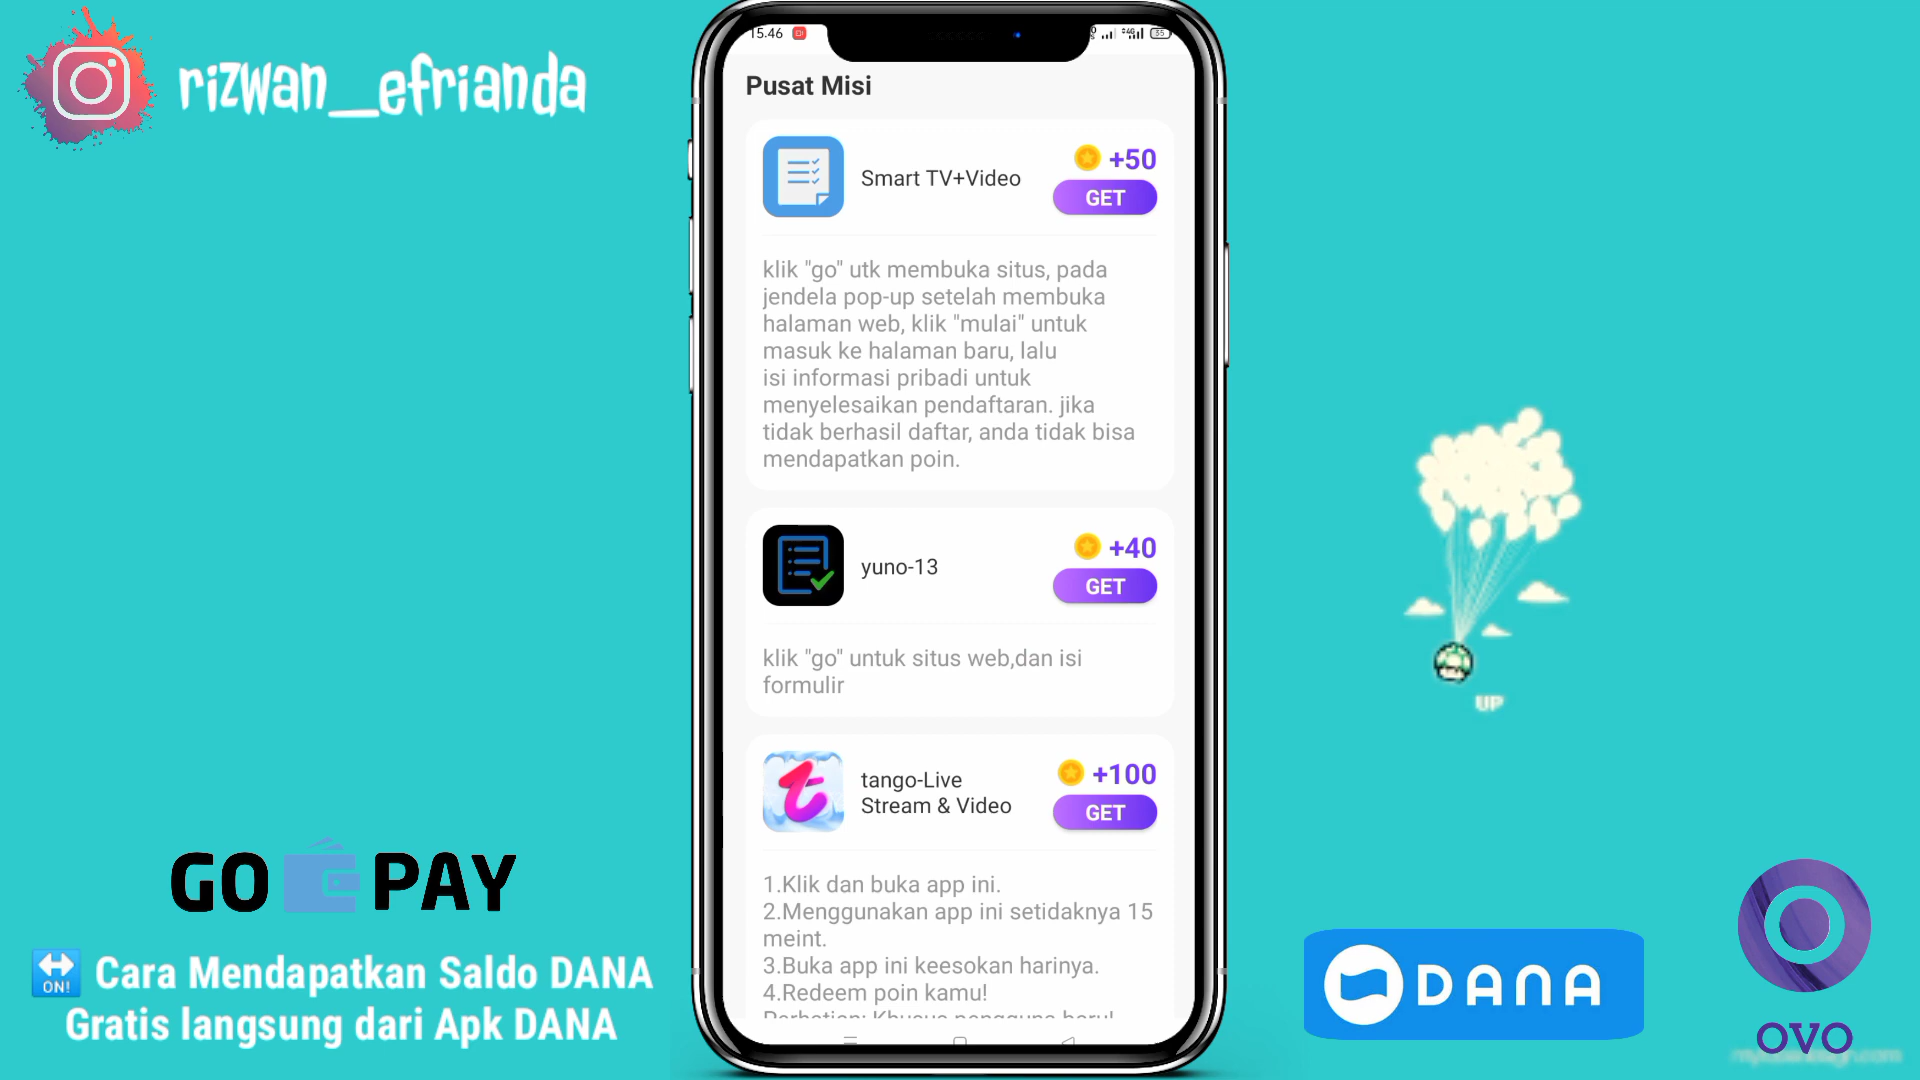 rizwan__efrianda
15.46
35
Pusat Misi
Smart TV+Video
+50
GET
klik "go" utk membuka situs, pada
jendela pop-up setelah membuka
halaman web, klik "mulai" untuk
masuk ke halaman baru, lalu
isi informasi pribadi untuk
menyelesaikan pendaftaran. jika
tidak berhasil daftar, anda tidak bisa
mendapatkan poin.
yuno-13
+40
GET
klik "go" untuk situs web,dan isi
formulir
tango-Live
Stream & Video
+100
GET
1.Klik dan buka app ini.
2.Menggunakan app ini setidaknya 15
meint.
3.Buka app ini keesokan harinya.
4.Redeem poin kamu!
UP
GO PAY
ON!
Cara Mendapatkan Saldo DANA
Gratis langsung dari Apk DANA
DANA
OVO